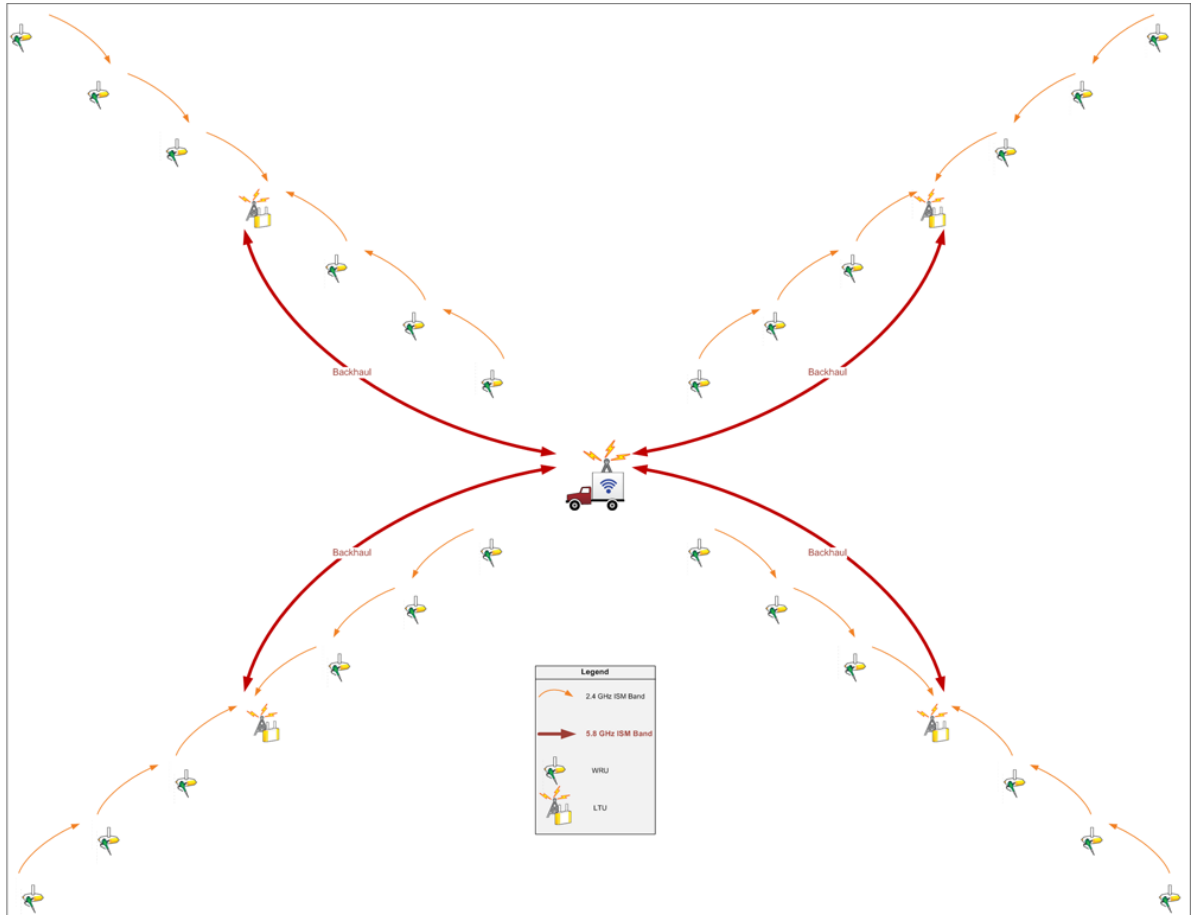 Backhaul
Backhaul
Backhaul
Backhaul
Legend
2.4 GHz ISM Band
5.8 GHz ISM Band
WRU
LTU